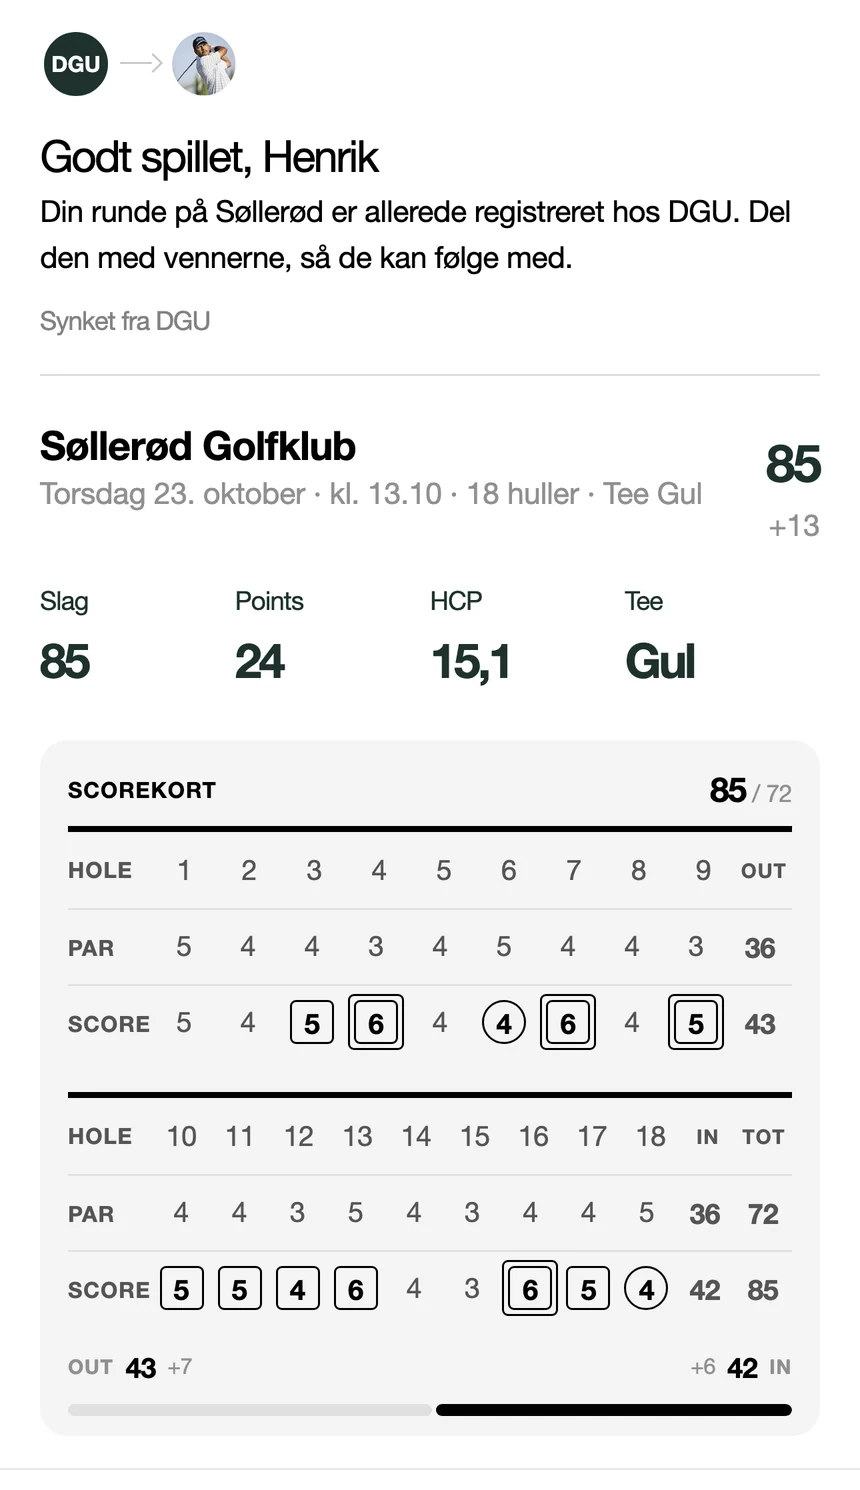 DGU
Godt spillet, Henrik
Din runde på Søllerød er allerede registreret hos DGU. Del
den med vennerne, så de kan følge med.
Synket fra DGU
Søllerød Golfklub
85
Torsdag 23. oktober · kl. 13.10 · 18 huller · Tee Gul
+13
Slag Points HCP Tee
85 24 15,1 Gul
SCOREKORT 85 / 72
HOLE 1 2 3 4 5 6 7 8 9 OUT
PAR 5 4 4 3 4 5 4 4 3 36
SCORE 5 4 5 6 4 4 6 4 5 43
HOLE 10 11 12 13 14 15 16 17 18 IN TOT
PAR 4 4 3 5 4 3 4 4 5 36 72
SCORE 5 5 4 6 4 3 6 5 4 42 85
OUT 43 +7 +6 42 IN